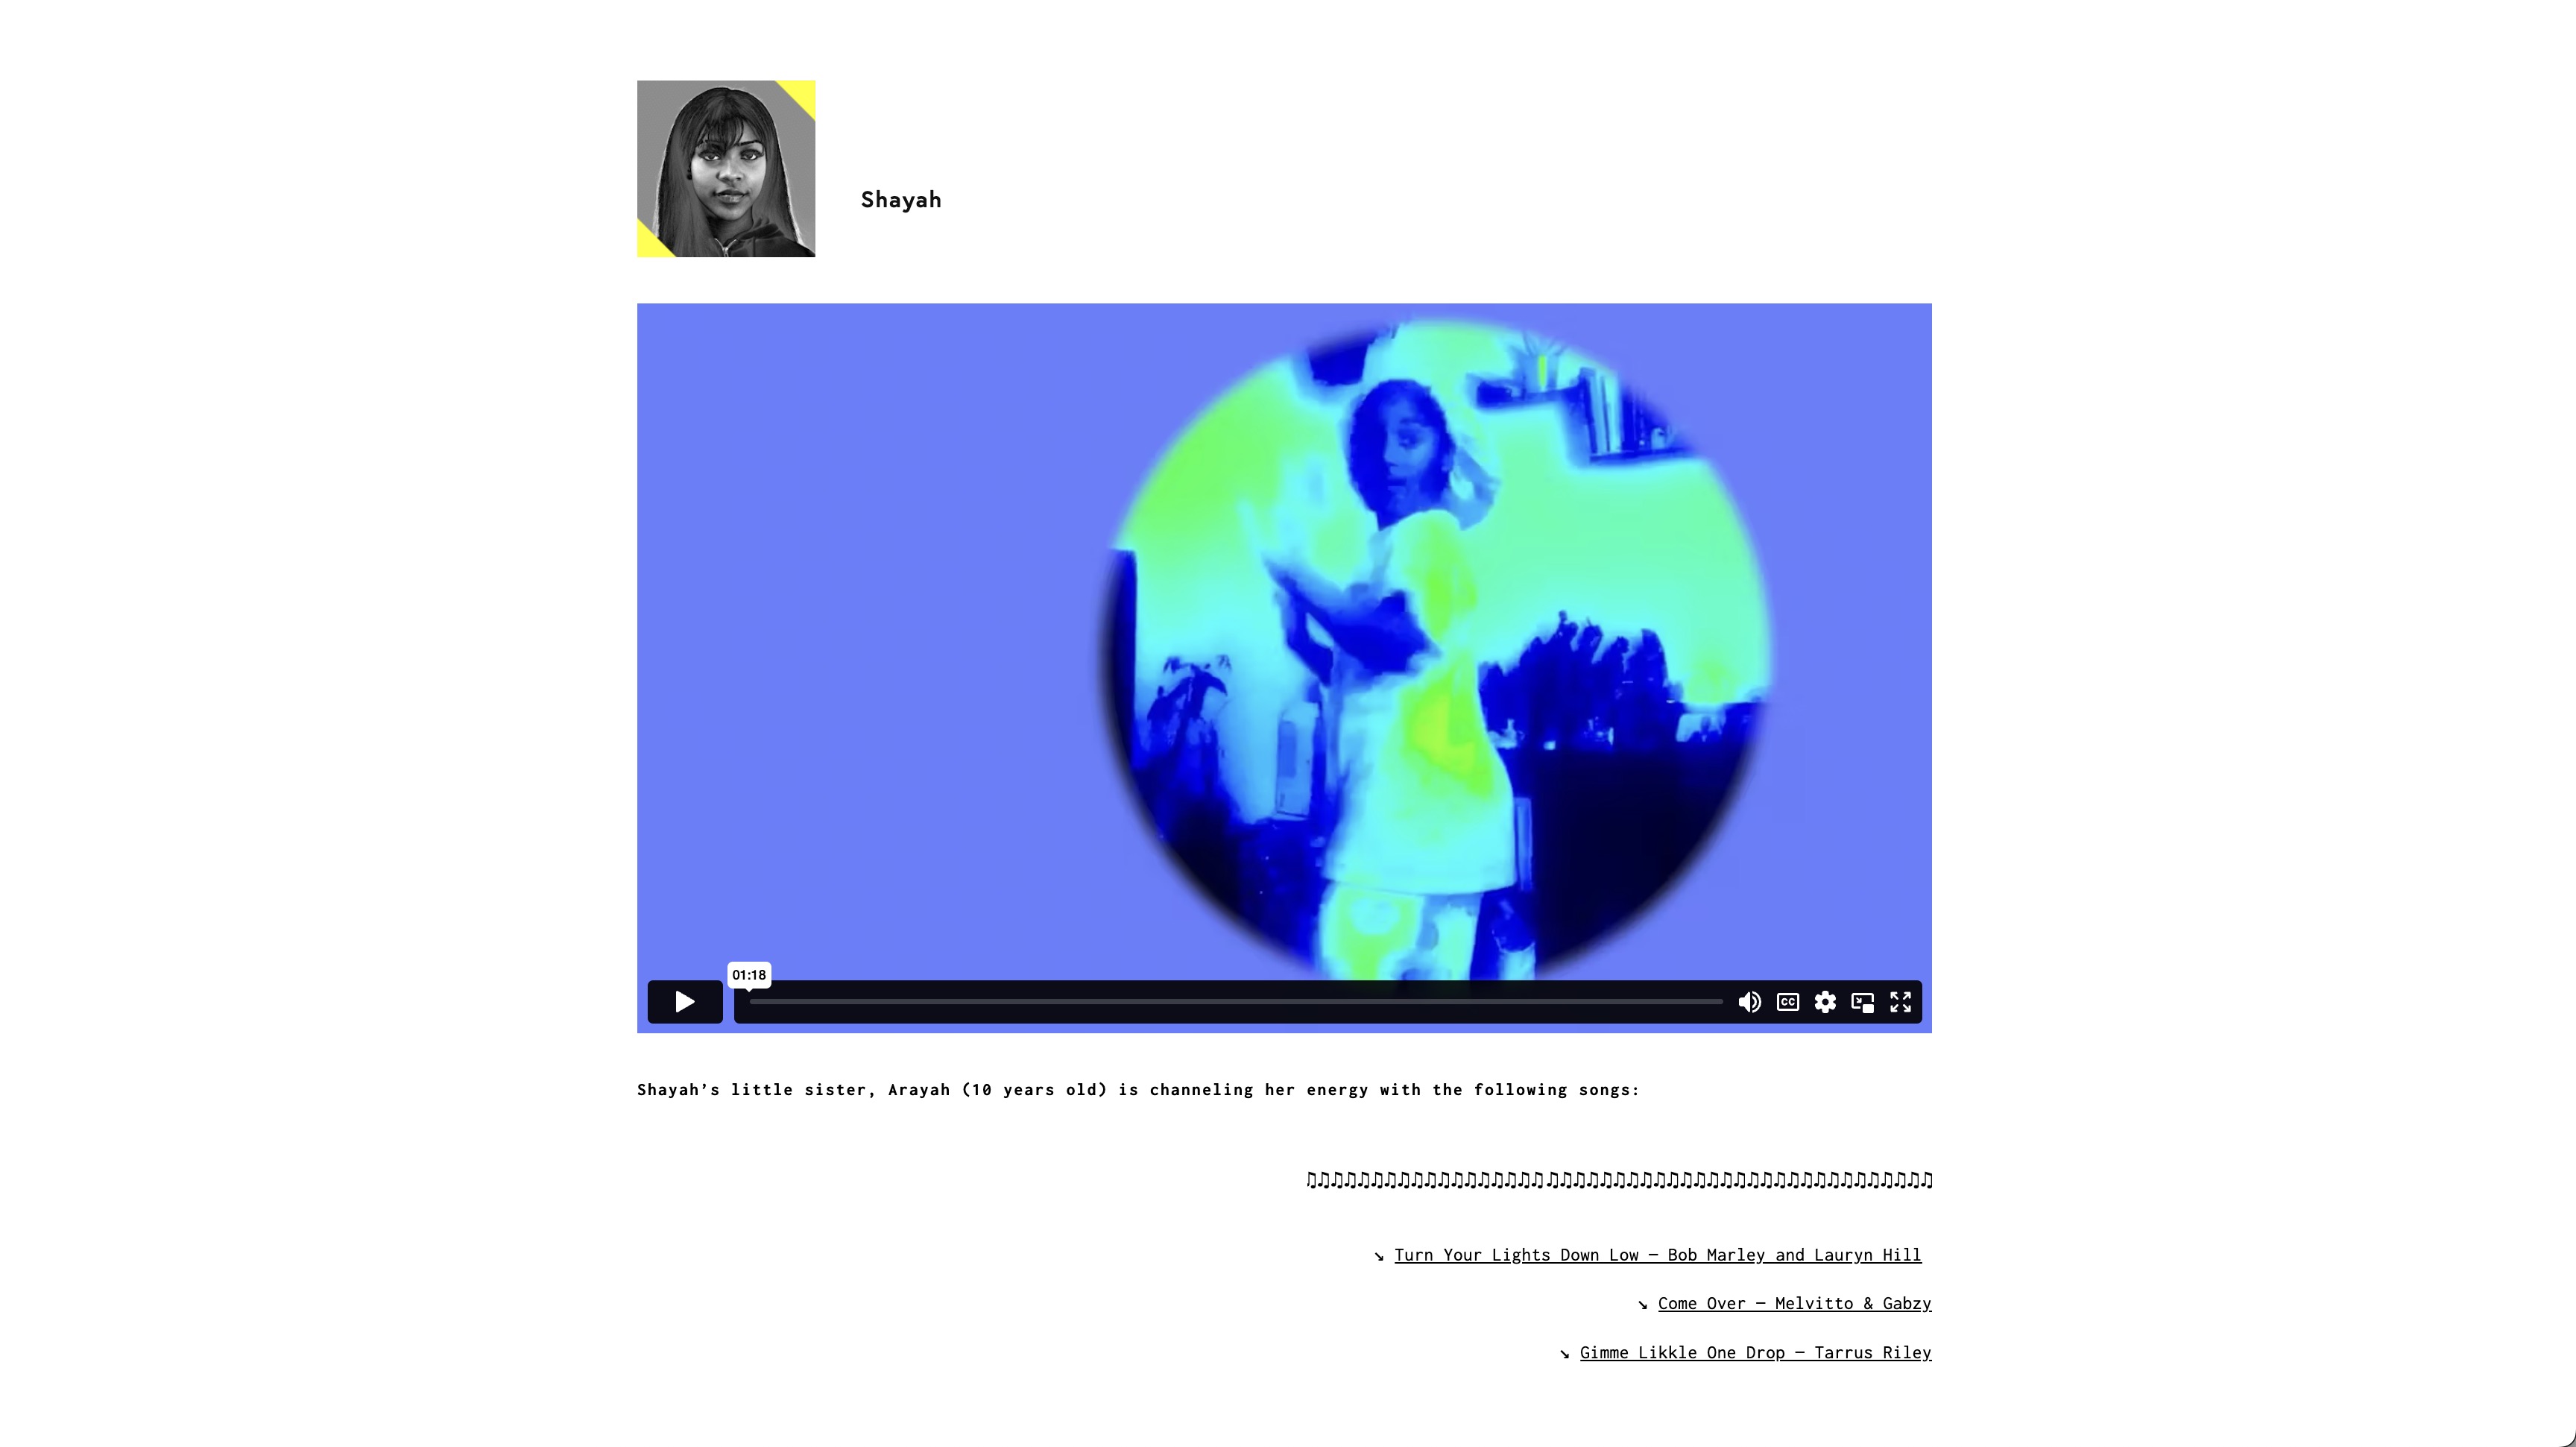 Shayah
01:18
CC
Shayah’s little sister, Arayah (10 years old) is channeling her energy with the following songs:
♫♫♫♫♫♫♫♫♫♫♫♫♫♫♫♫♫♫♫♫♫♫♫♫♫♫♫♫♫♫♫♫♫♫♫♫♫♫♫♫♫♫♫♫♫♫♫
↘ Turn Your Lights Down Low – Bob Marley and Lauryn Hill
↘ Come Over – Melvitto & Gabzy
↘ Gimme Likkle One Drop – Tarrus Riley